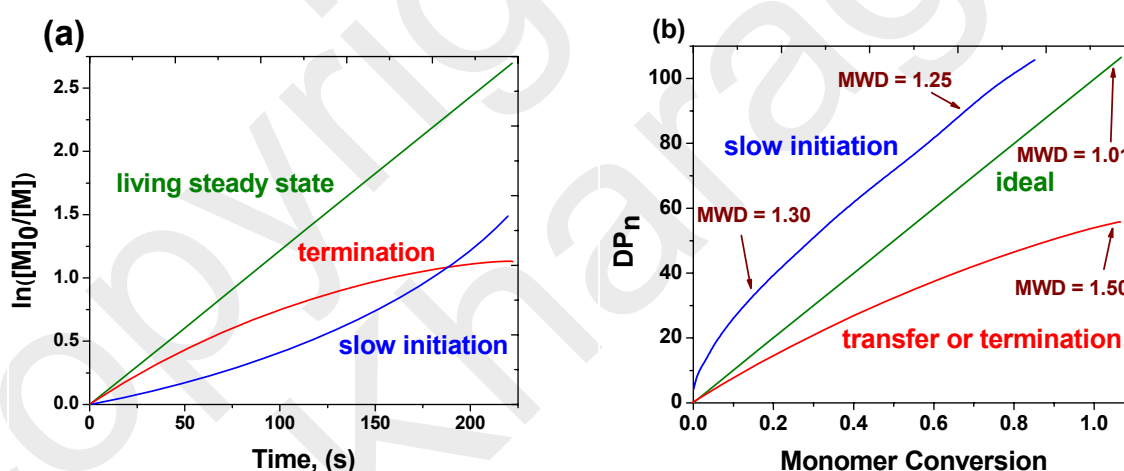 (a)
ln([M]0/[M])
2.5
2.0
1.5
1.0
0.5
0.0
living steady state
termination
slow initiation
0 50 100 150 200
Time, (s)
(b)
DPn
100
80
60
40
20
0
MWD = 1.25
slow initiation
MWD = 1.01
ideal
MWD = 1.30
MWD = 1.50
transfer or termination
0.0 0.2 0.4 0.6 0.8 1.0
Monomer Conversion